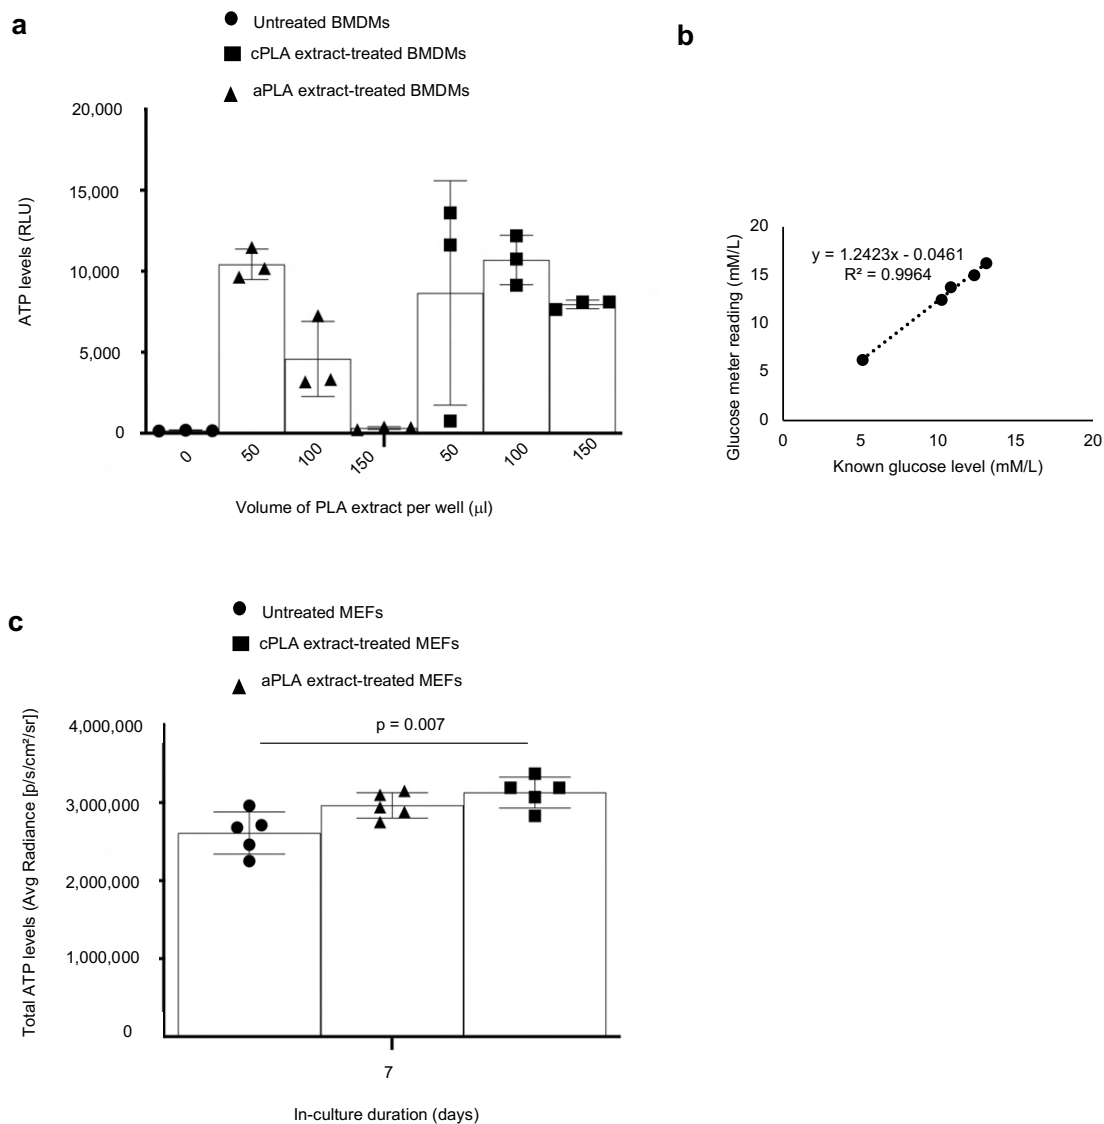 a
Untreated BMDMs
cPLA extract-treated BMDMs
aPLA extract-treated BMDMs
20,000
15,000
10,000
5,000
0
ATP levels (RLU)
0
50
100
150
50
100
150
Volume of PLA extract per well (µl)
b
20
15
10
5
0
Glucose meter reading (mM/L)
y = 1.2423x - 0.0461
R² = 0.9964
0
5
10
15
20
Known glucose level (mM/L)
c
Untreated MEFs
cPLA extract-treated MEFs
aPLA extract-treated MEFs
p = 0.007
4,000,000
3,000,000
2,000,000
1,000,000
0
Total ATP levels (Avg Radiance [p/s/cm²/sr])
7
In-culture duration (days)